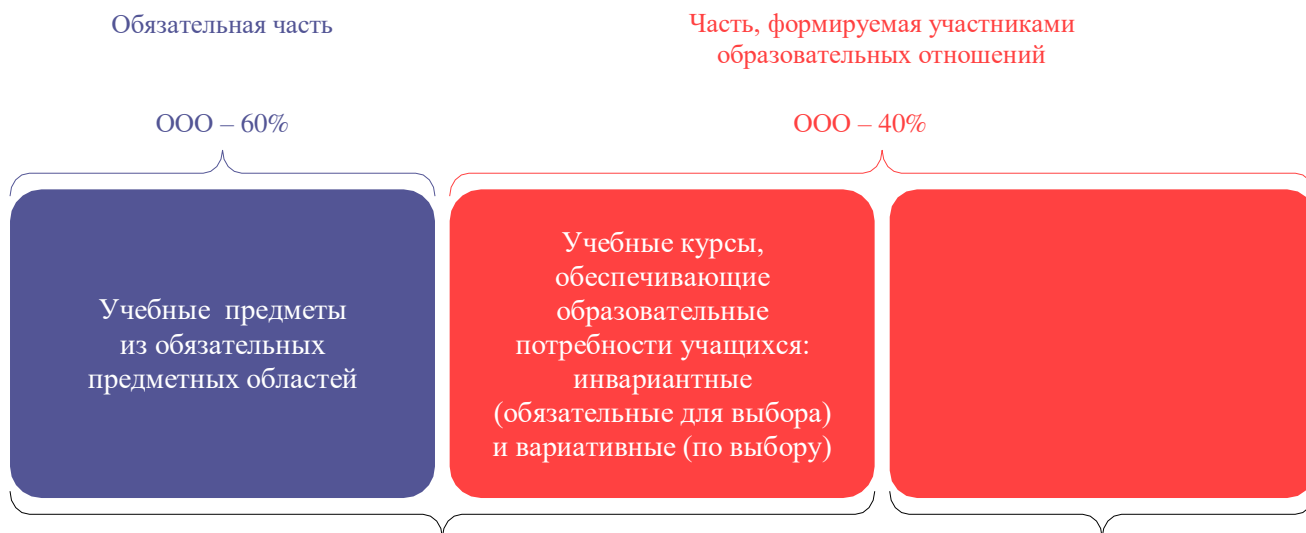 Обязательная часть
Часть, формируемая участниками
образовательных отношений
ООО – 60%
ООО – 40%
Учебные предметы
из обязательных
предметных областей
Учебные курсы,
обеспечивающие
образовательные
потребности учащихся:
инвариантные
(обязательные для выбора)
и вариативные (по выбору)